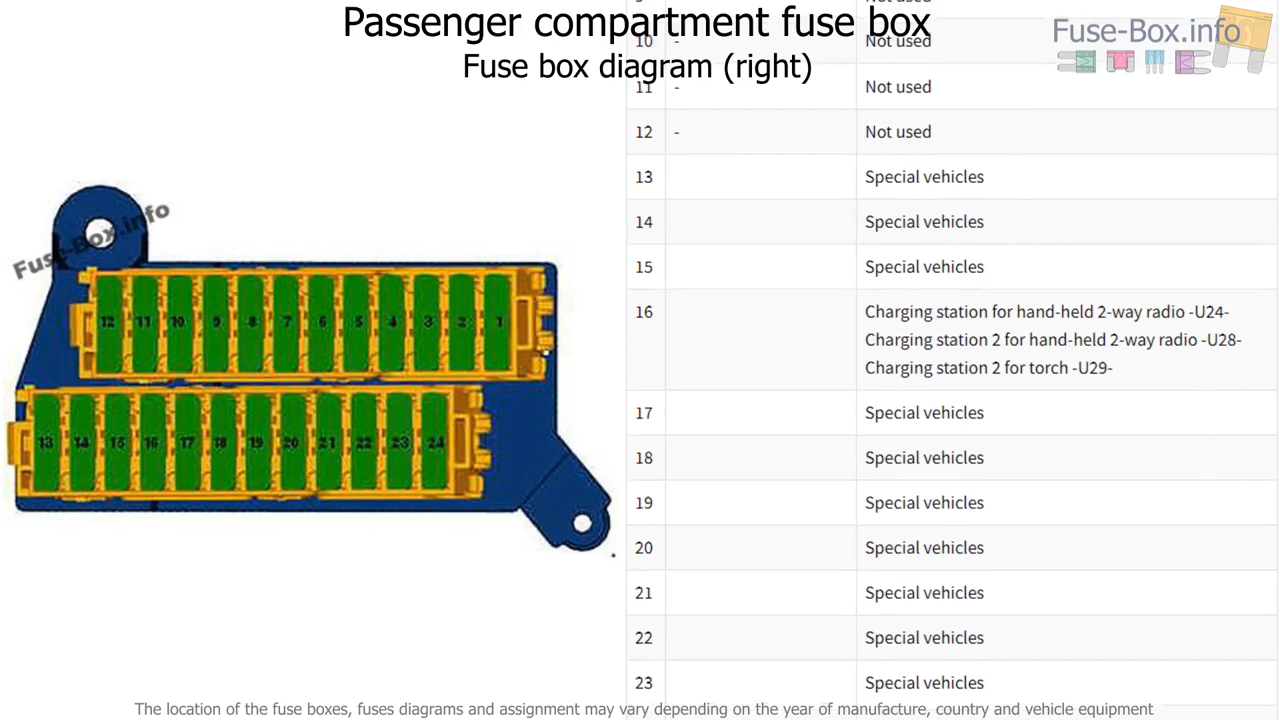 Passenger compartment fuse box
Fuse box diagram (right)
Fuse-Box.info
Not used
10 - Not used
11 - Not used
12 - Not used
13 Special vehicles
14 Special vehicles
15 Special vehicles
16 Charging station for hand-held 2-way radio -U24-
Charging station 2 for hand-held 2-way radio -U28-
Charging station 2 for torch -U29-
17 Special vehicles
18 Special vehicles
19 Special vehicles
20 Special vehicles
21 Special vehicles
22 Special vehicles
23 Special vehicles
Fuse-Box.info
12 11 10 9 8 7 6 5 4 3 2 1
13 14 15 16 17 18 19 20 21 22 23 24
The location of the fuse boxes, fuses diagrams and assignment may vary depending on the year of manufacture, country and vehicle equipment